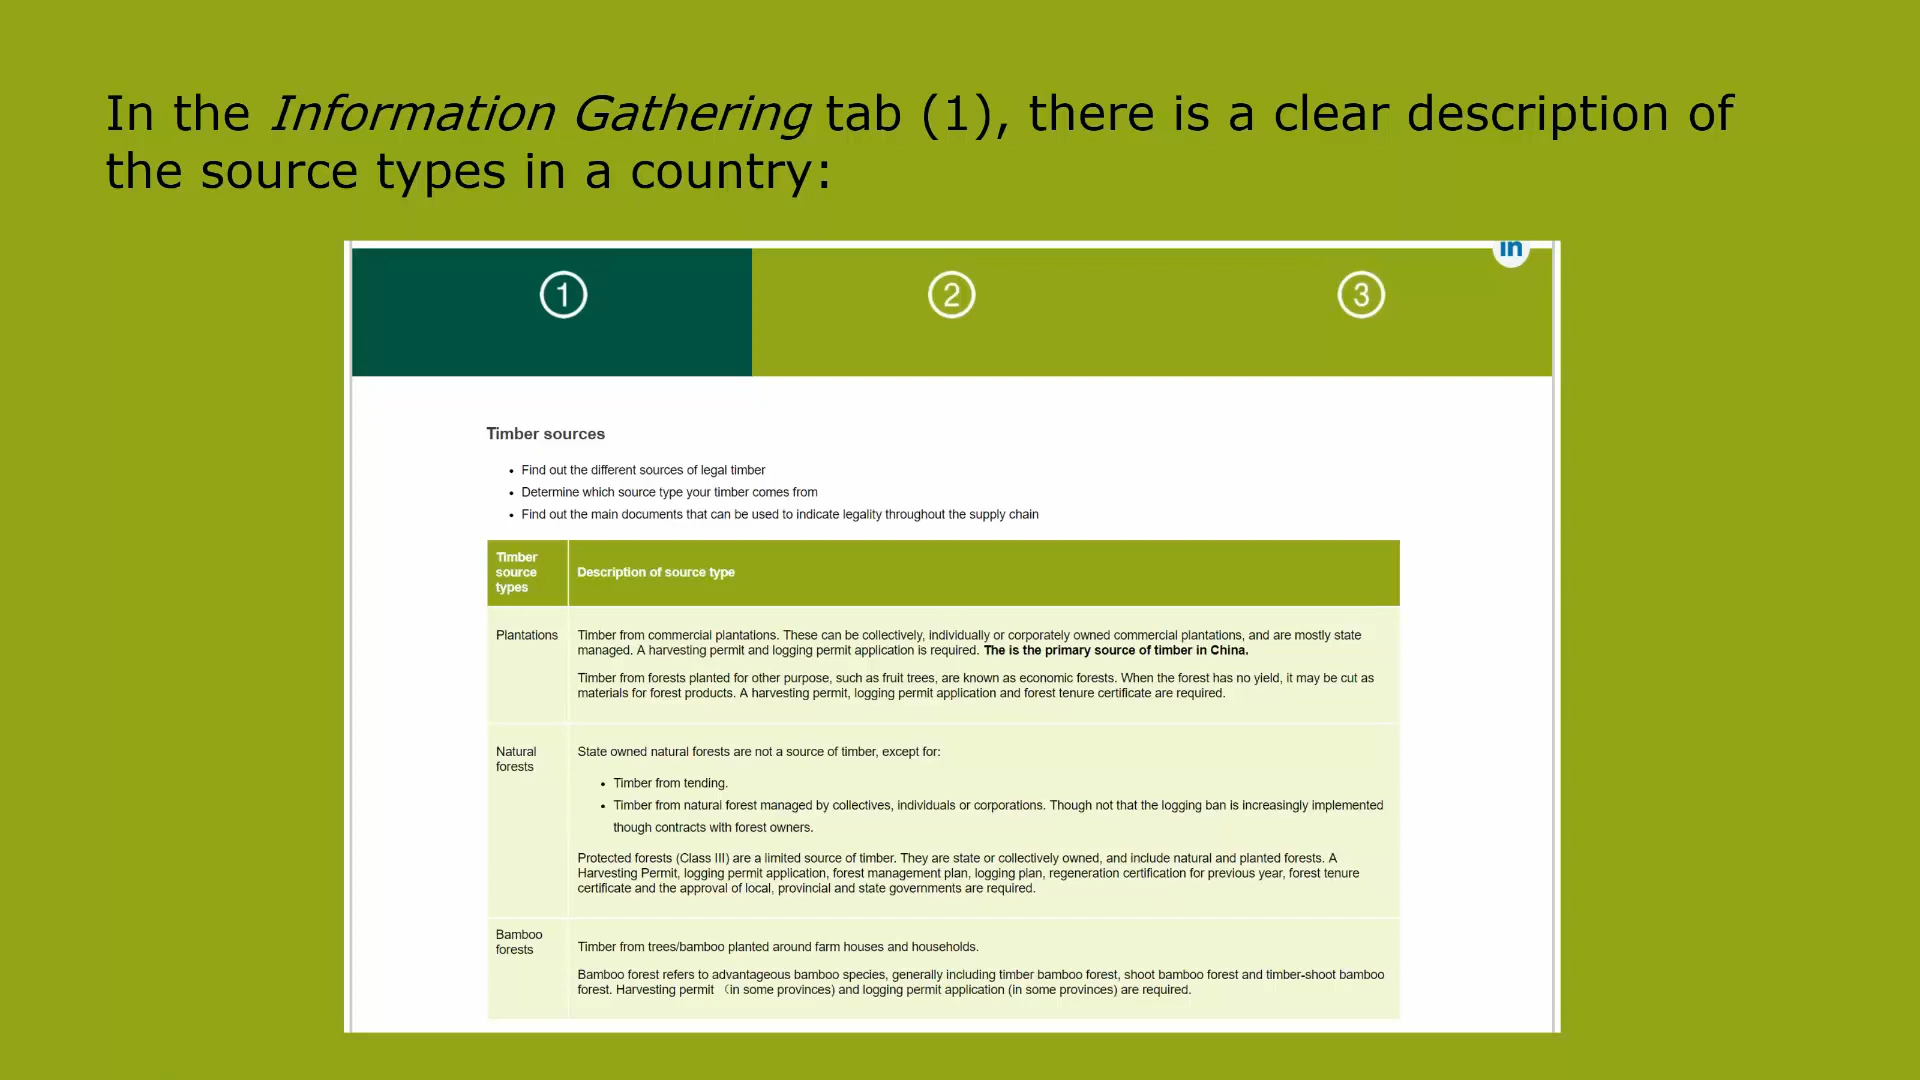 In the Information Gathering tab (1), there is a clear description of
the source types in a country:
in
1
2
3
Timber sources
• Find out the different sources of legal timber
• Determine which source type your timber comes from
• Find out the main documents that can be used to indicate legality throughout the supply chain
Timber
source
types
Description of source type
Plantations
Timber from commercial plantations. These can be collectively, individually or corporately owned commercial plantations, and are mostly state
managed. A harvesting permit and logging permit application is required. The is the primary source of timber in China.
Timber from forests planted for other purpose, such as fruit trees, are known as economic forests. When the forest has no yield, it may be cut as
materials for forest products. A harvesting permit, logging permit application and forest tenure certificate are required.
Natural
forests
State owned natural forests are not a source of timber, except for:
• Timber from tending.
• Timber from natural forest managed by collectives, individuals or corporations. Though not that the logging ban is increasingly implemented
though contracts with forest owners.
Protected forests (Class III) are a limited source of timber. They are state or collectively owned, and include natural and planted forests. A
Harvesting Permit, logging permit application, forest management plan, logging plan, regeneration certification for previous year, forest tenure
certificate and the approval of local, provincial and state governments are required.
Bamboo
forests
Timber from trees/bamboo planted around farm houses and households.
Bamboo forest refers to advantageous bamboo species, generally including timber bamboo forest, shoot bamboo forest and timber-shoot bamboo
forest. Harvesting permit （in some provinces) and logging permit application (in some provinces) are required.